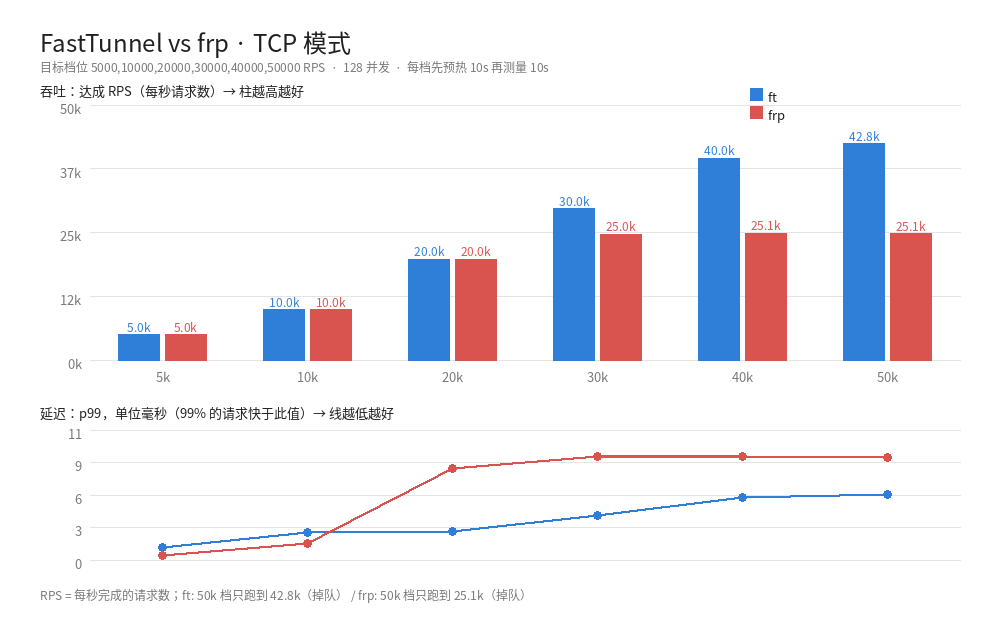 FastTunnel vs frp · TCP 模式
目标档位 5000,10000,20000,30000,40000,50000 RPS · 128 并发 · 每档先预热 10s 再测量 10s
吞吐：达成 RPS（每秒请求数）→ 柱越高越好
ft
frp
50k
37k
25k
12k
0k
5.0k 5.0k 10.0k 10.0k 20.0k 20.0k 30.0k 25.0k 40.0k 25.1k 42.8k 25.1k
5k 10k 20k 30k 40k 50k
延迟：p99，单位毫秒（99% 的请求快于此值）→ 线越低越好
11
9
6
3
0
RPS = 每秒完成的请求数；ft: 50k 档只跑到 42.8k（掉队） / frp: 50k 档只跑到 25.1k（掉队）